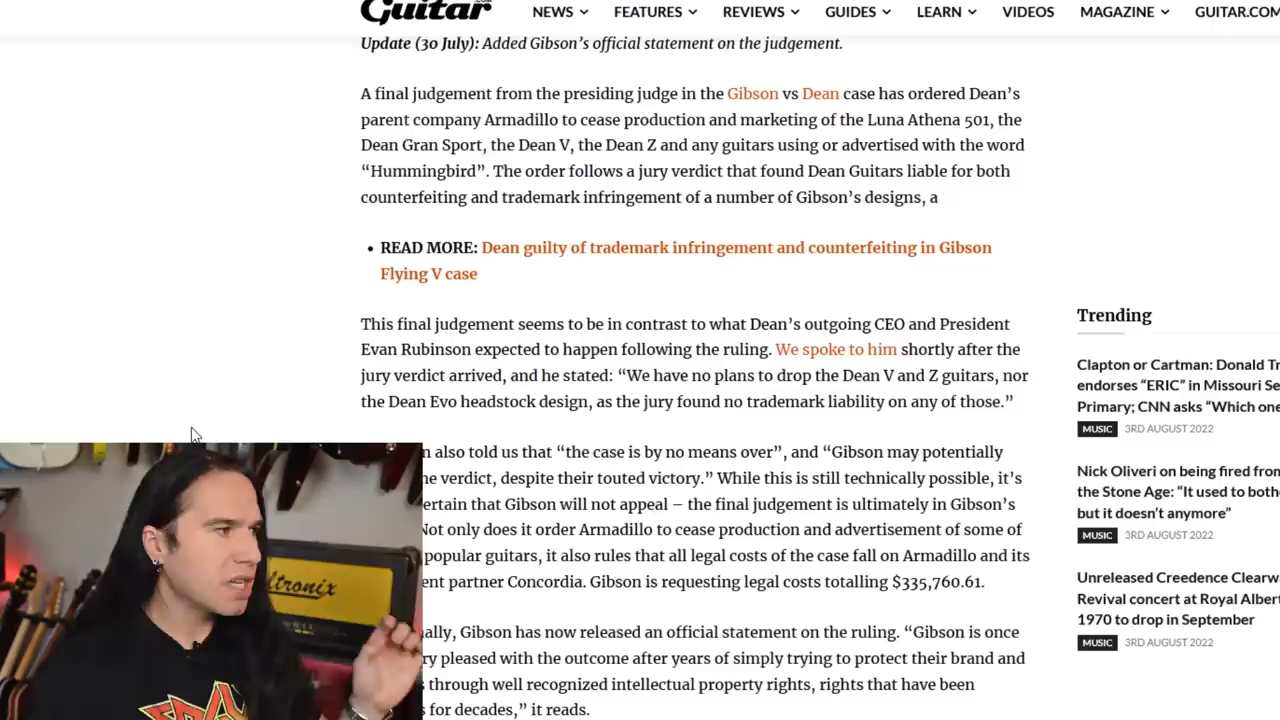 Guitar
NEWS FEATURES REVIEWS GUIDES LEARN VIDEOS MAGAZINE GUITAR.COM
Update (30 July): Added Gibson’s official statement on the judgement.
A final judgement from the presiding judge in the Gibson vs Dean case has ordered Dean’s
parent company Armadillo to cease production and marketing of the Luna Athena 501, the
Dean Gran Sport, the Dean V, the Dean Z and any guitars using or advertised with the word
“Hummingbird”. The order follows a jury verdict that found Dean Guitars liable for both
counterfeiting and trademark infringement of a number of Gibson’s designs, a
• READ MORE: Dean guilty of trademark infringement and counterfeiting in Gibson
Flying V case
This final judgement seems to be in contrast to what Dean’s outgoing CEO and President
Evan Rubinson expected to happen following the ruling. We spoke to him shortly after the
jury verdict arrived, and he stated: “We have no plans to drop the Dean V and Z guitars, nor
the Dean Evo headstock design, as the jury found no trademark liability on any of those.”
n also told us that “the case is by no means over”, and “Gibson may potentially
he verdict, despite their touted victory.” While this is still technically possible, it’s
ertain that Gibson will not appeal – the final judgement is ultimately in Gibson’s
Not only does it order Armadillo to cease production and advertisement of some of
popular guitars, it also rules that all legal costs of the case fall on Armadillo and its
ent partner Concordia. Gibson is requesting legal costs totalling $335,760.61.
ally, Gibson has now released an official statement on the ruling. “Gibson is once
ry pleased with the outcome after years of simply trying to protect their brand and
s through well recognized intellectual property rights, rights that have been
s for decades,” it reads.
Trending
Clapton or Cartman: Donald Tr
endorses “ERIC” in Missouri Se
Primary; CNN asks “Which one
MUSIC 3RD AUGUST 2022
Nick Oliveri on being fired from
the Stone Age: “It used to both
but it doesn’t anymore”
MUSIC 3RD AUGUST 2022
Unreleased Creedence Clearwa
Revival concert at Royal Albert
1970 to drop in September
MUSIC 3RD AUGUST 2022
ltronix